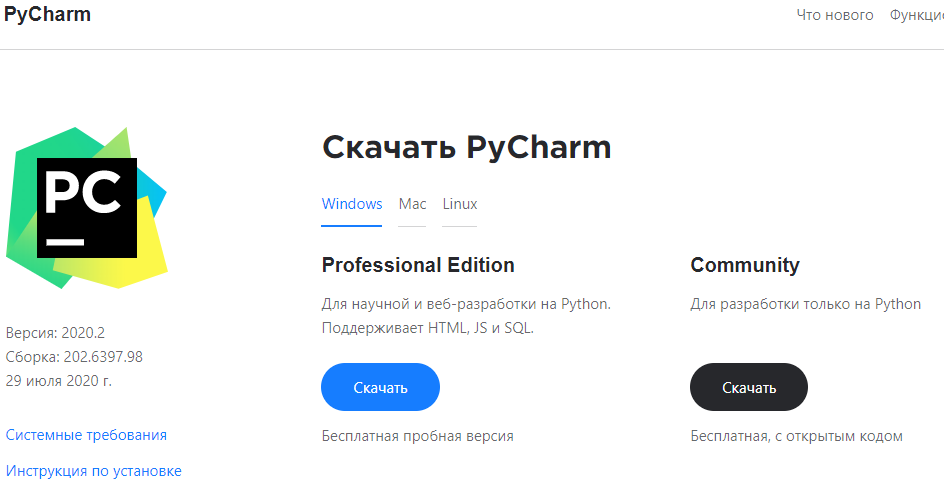 PyCharm
Что нового
PC
Скачать PyCharm
Windows Mac Linux
Professional Edition
Для научной и веб-разработки на Python.
Поддерживает HTML, JS и SQL.
Скачать
Бесплатная пробная версия
Community
Для разработки только на Python
Скачать
Бесплатная, с открытым кодом
Версия: 2020.2
Сборка: 202.6397.98
29 июля 2020 г.
Системные требования
Инструкция по установке